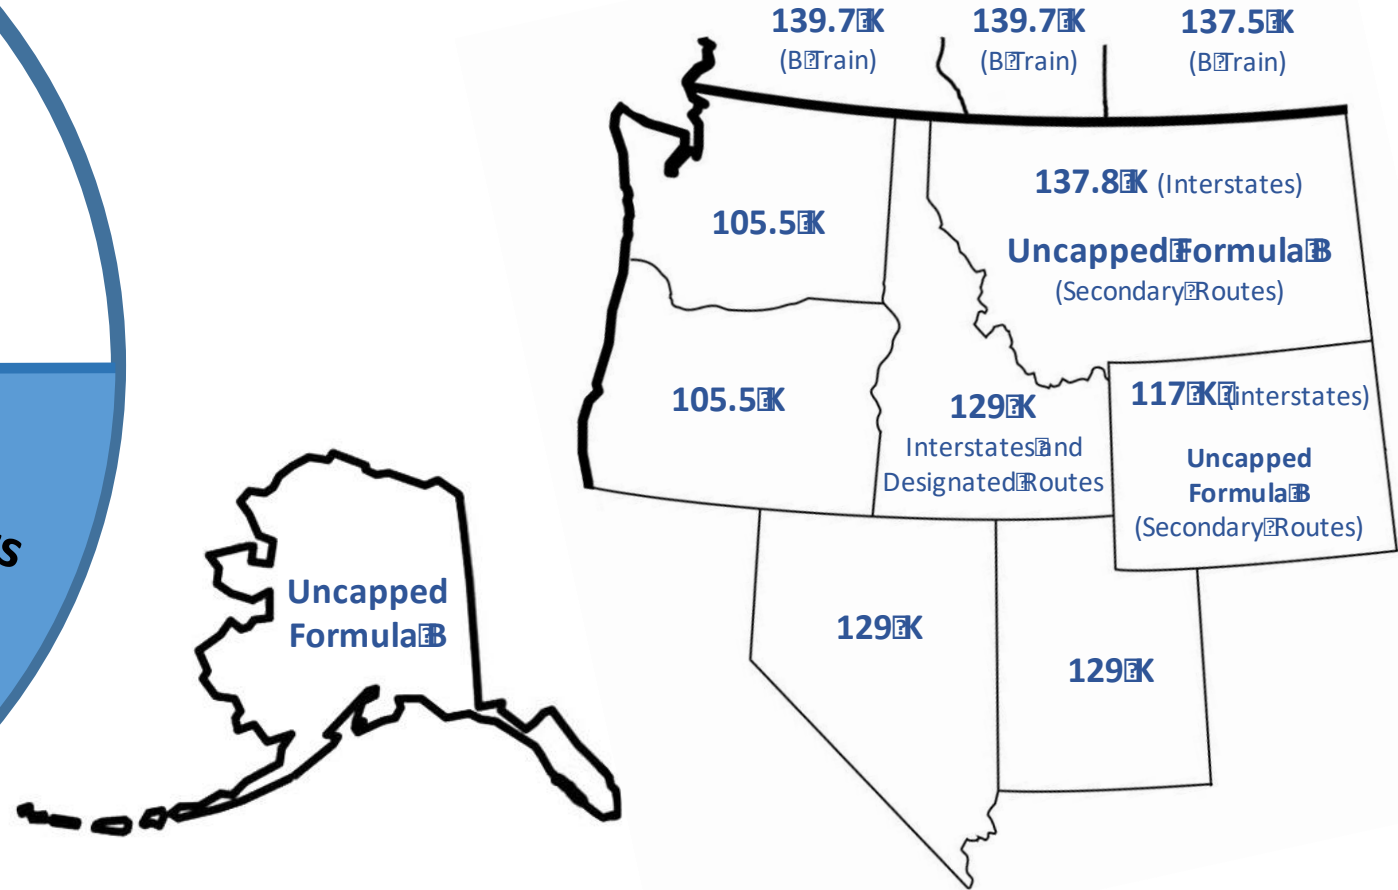 139.7 K
(B Train)
139.7 K
(B Train)
137.5 K
(B Train)
137.8 K (Interstates)
Uncapped Formula B
(Secondary Routes)
105.5 K
105.5 K
129 K
Interstates and
Designated Routes
117 K (interstates)
Uncapped
Formula B
(Secondary Routes)
Uncapped
Formula B
129 K
129 K